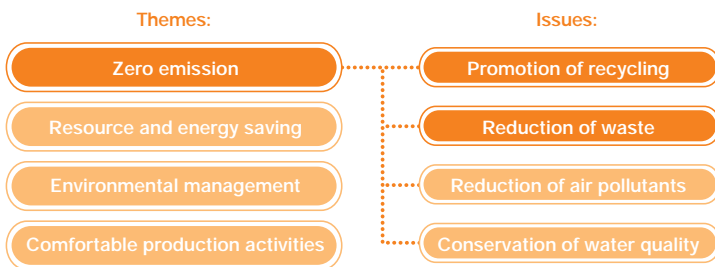 Themes:
Issues:
Zero emission
Promotion of recycling
Resource and energy saving
Reduction of waste
Environmental management
Reduction of air pollutants
Comfortable production activities
Conservation of water quality